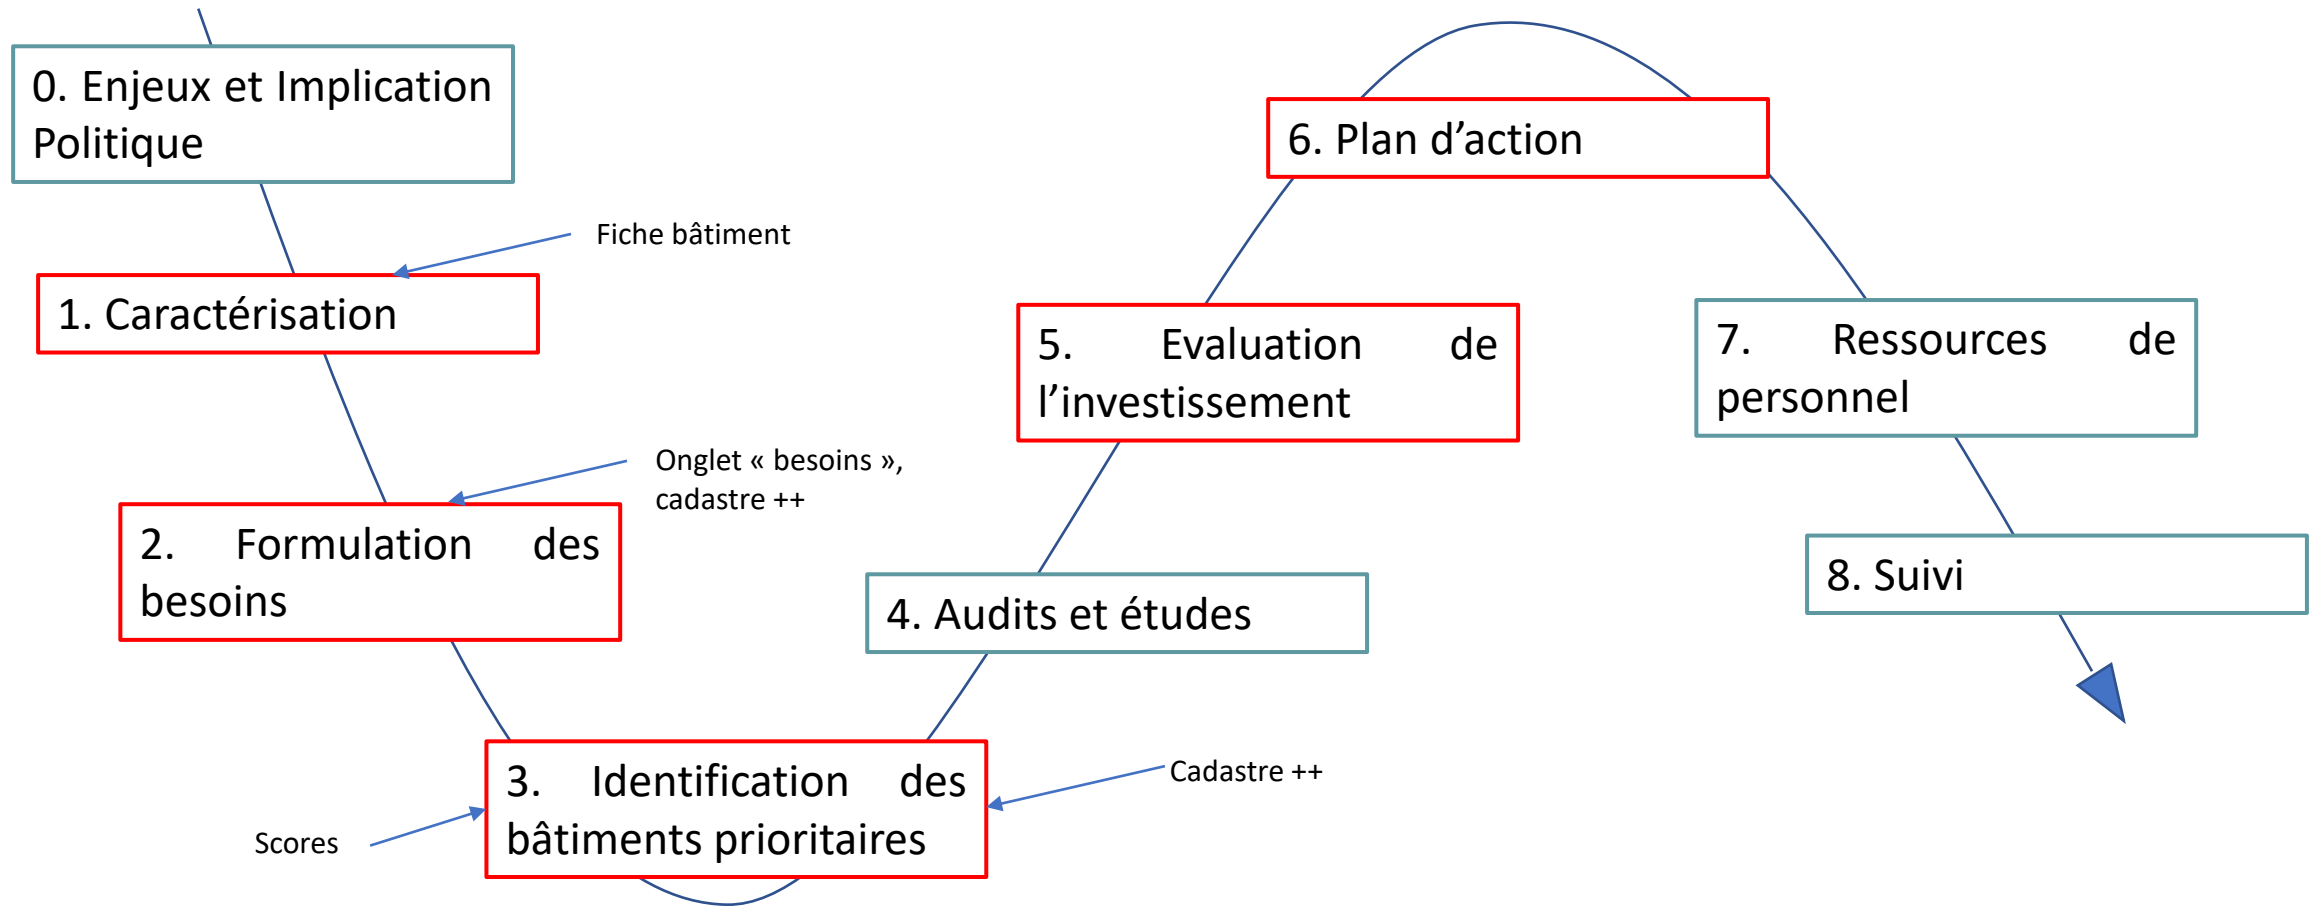 0. Enjeux et Implication
Politique
Fiche bâtiment
1. Caractérisation
Onglet « besoins »,
cadastre ++
2. Formulation des
besoins
3. Identification des
bâtiments prioritaires
Scores
Cadastre ++
4. Audits et études
5. Evaluation de
l’investissement
6. Plan d’action
7. Ressources de
personnel
8. Suivi